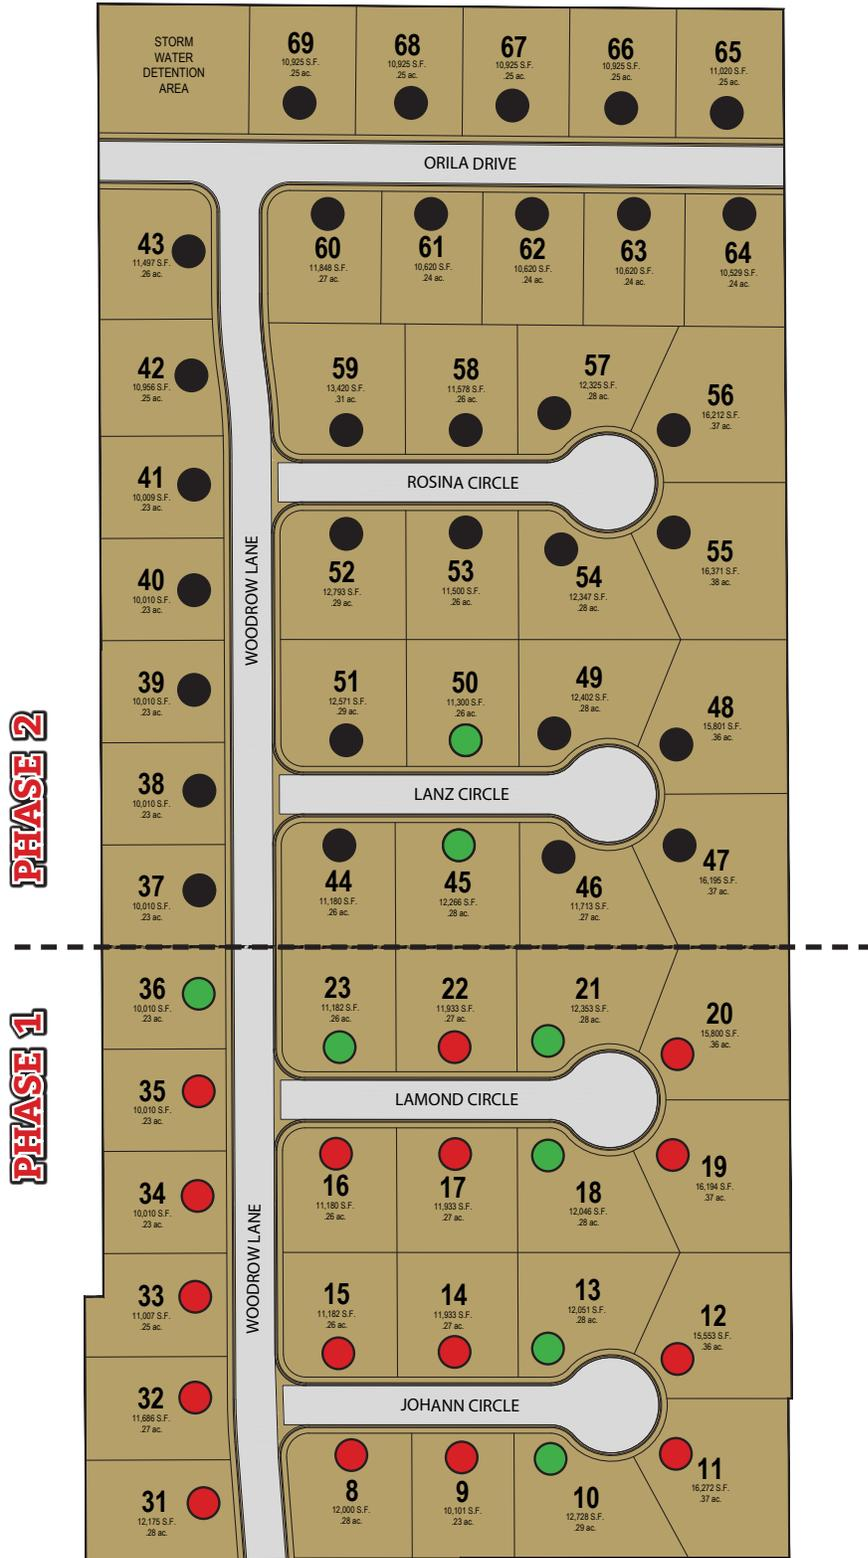 STORM
WATER
DETENTION
AREA
69
10,925 S.F.
.25 ac.
68
10,925 S.F.
.25 ac.
67
10,925 S.F.
.25 ac.
66
10,925 S.F.
.25 ac.
65
11,020 S.F.
.25 ac.
ORILA DRIVE
43
11,497 S.F.
.26 ac.
60
11,848 S.F.
.27 ac.
61
10,620 S.F.
.24 ac.
62
10,620 S.F.
.24 ac.
63
10,620 S.F.
.24 ac.
64
10,529 S.F.
.24 ac.
42
10,956 S.F.
.25 ac.
59
13,420 S.F.
.31 ac.
58
11,578 S.F.
.26 ac.
57
12,325 S.F.
.28 ac.
56
16,212 S.F.
.37 ac.
41
10,009 S.F.
.23 ac.
ROSINA CIRCLE
40
10,010 S.F.
.23 ac.
WOODROW LANE
52
12,793 S.F.
.29 ac.
53
11,500 S.F.
.26 ac.
54
12,347 S.F.
.28 ac.
55
16,371 S.F.
.38 ac.
39
10,010 S.F.
.23 ac.
51
12,571 S.F.
.29 ac.
50
11,300 S.F.
.26 ac.
49
12,402 S.F.
.28 ac.
48
15,801 S.F.
.36 ac.
PHASE 2
38
10,010 S.F.
.23 ac.
LANZ CIRCLE
37
10,010 S.F.
.23 ac.
44
11,180 S.F.
.26 ac.
45
12,266 S.F.
.28 ac.
46
11,713 S.F.
.27 ac.
47
16,195 S.F.
.37 ac.
36
10,010 S.F.
.23 ac.
23
11,182 S.F.
.26 ac.
22
11,933 S.F.
.27 ac.
21
12,353 S.F.
.28 ac.
20
15,800 S.F.
.36 ac.
PHASE 1
35
10,010 S.F.
.23 ac.
LAMOND CIRCLE
34
10,010 S.F.
.23 ac.
16
11,180 S.F.
.26 ac.
17
11,933 S.F.
.27 ac.
18
12,046 S.F.
.28 ac.
19
16,194 S.F.
.37 ac.
33
11,007 S.F.
.25 ac.
WOODROW LANE
15
11,182 S.F.
.26 ac.
14
11,933 S.F.
.27 ac.
13
12,051 S.F.
.28 ac.
12
15,553 S.F.
.36 ac.
32
11,686 S.F.
.27 ac.
JOHANN CIRCLE
31
12,175 S.F.
.28 ac.
8
12,000 S.F.
.28 ac.
9
10,101 S.F.
.23 ac.
10
12,728 S.F.
.29 ac.
11
16,272 S.F.
.37 ac.